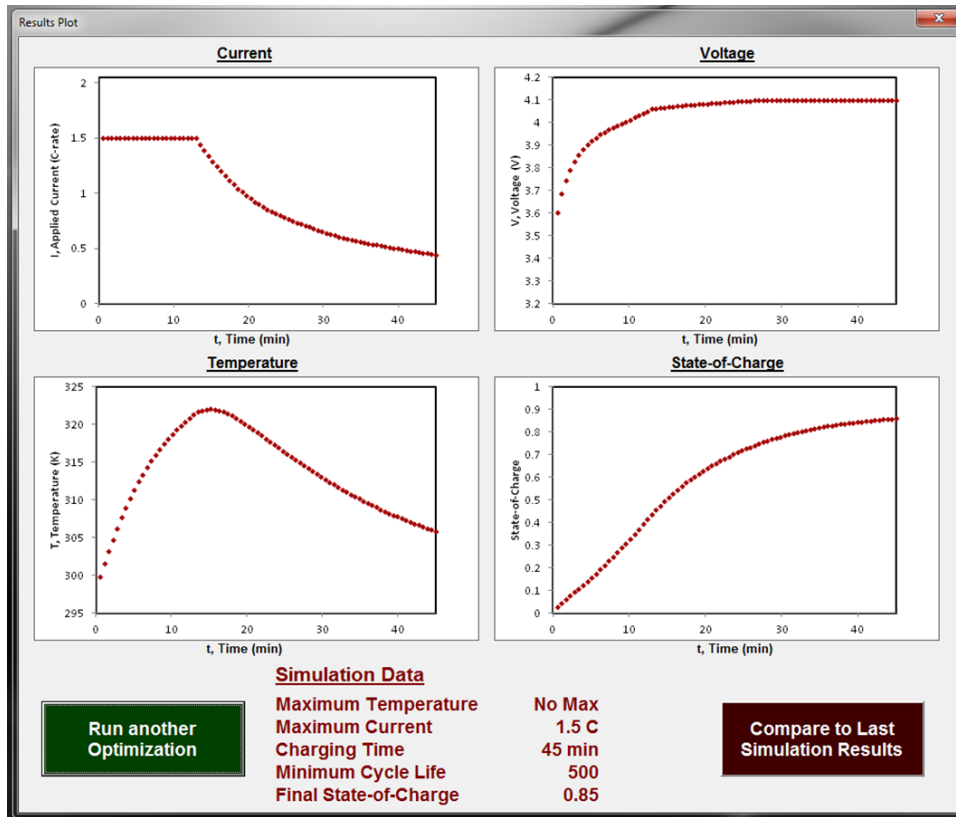 Results Plot
x
Current
2
1.5
1
0.5
0
I,Applied Current (C-rate)
0 10 20 30 40
t, Time (min)
Voltage
4.2
4.1
4
3.9
3.8
3.7
3.6
3.5
3.4
3.3
3.2
V,Voltage (V)
0 10 20 30 40
t, Time (min)
Temperature
325
320
315
310
305
300
295
T,Temperature (K)
0 10 20 30 40
t, Time (min)
State-of-Charge
1
0.9
0.8
0.7
0.6
0.5
0.4
0.3
0.2
0.1
0
State-of-Charge
0 10 20 30 40
t, Time (min)
Simulation Data
Maximum Temperature No Max
Maximum Current 1.5 C
Charging Time 45 min
Minimum Cycle Life 500
Final State-of-Charge 0.85
Run another
Optimization
Compare to Last
Simulation Results